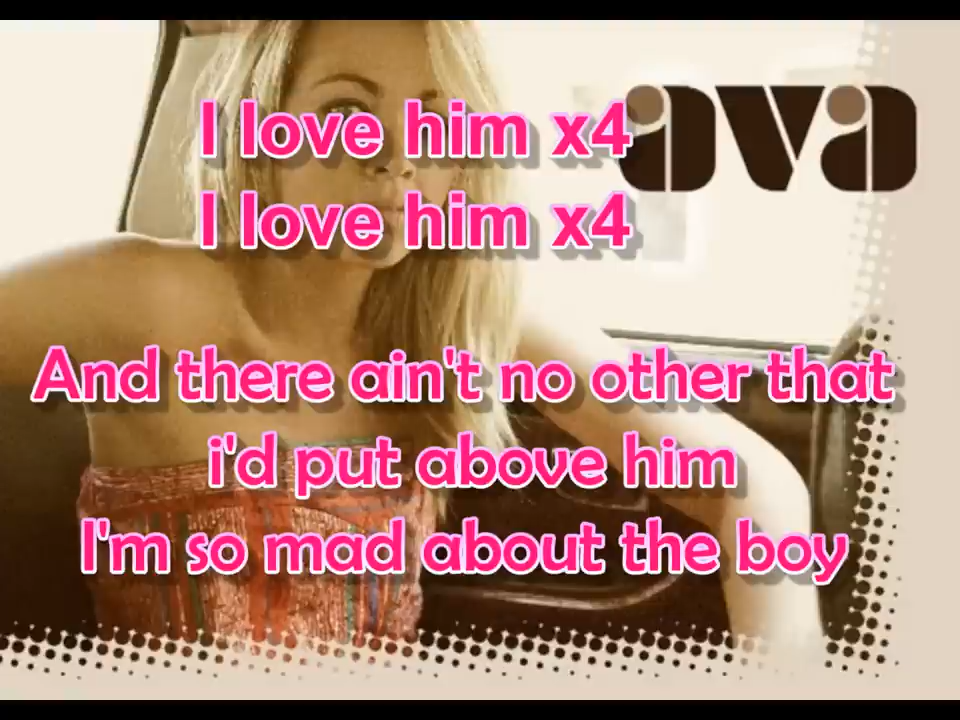 I love him x4
ava
I love him x4
And there ain't no other that
i'd put above him
I'm so mad about the boy